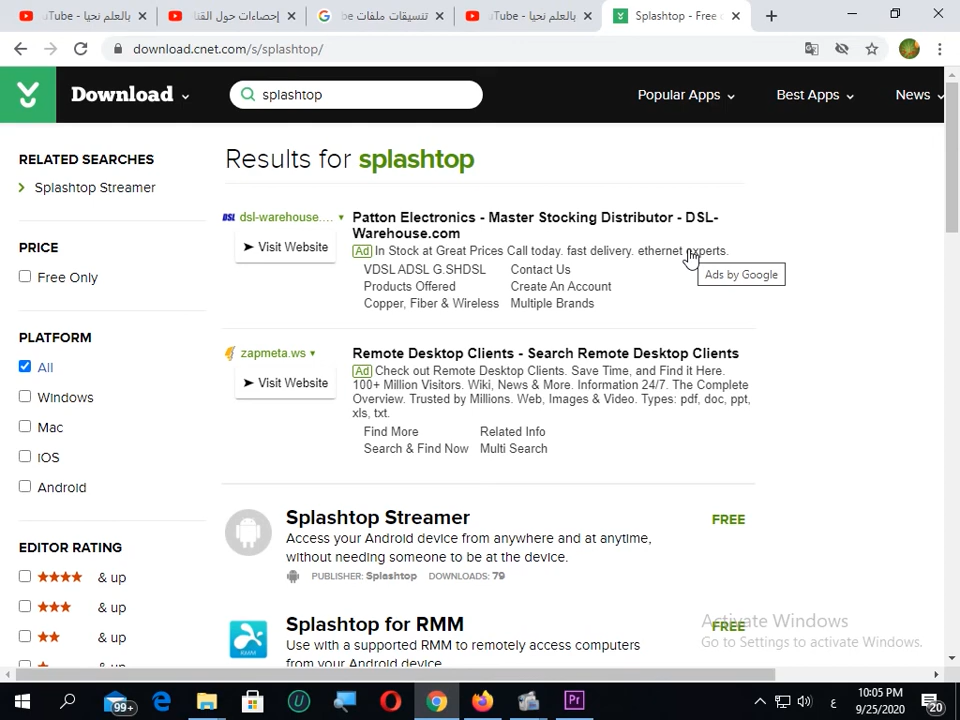 بالعلم نحيا - uTube
إحصاءات حول القنا
تنسيقات ملفات ube
بالعلم نحيا - uTube
Splashtop - Free
download.cnet.com/s/splashtop/
Download
splashtop
Popular Apps
Best Apps
News
RELATED SEARCHES
Splashtop Streamer
PRICE
Free Only
PLATFORM
All
Windows
Mac
iOS
Android
EDITOR RATING
& up
& up
& up
& up
Results for splashtop
DSL dsl-warehouse....
Visit Website
Patton Electronics - Master Stocking Distributor - DSL-
Warehouse.com
Ad In Stock at Great Prices Call today. fast delivery. ethernet experts.
VDSL ADSL G.SHDSL Contact Us
Products Offered Create An Account
Copper, Fiber & Wireless Multiple Brands
Ads by Google
zapmeta.ws
Visit Website
Remote Desktop Clients - Search Remote Desktop Clients
Ad Check out Remote Desktop Clients. Save Time, and Find it Here.
100+ Million Visitors. Wiki, News & More. Information 24/7. The Complete
Overview. Trusted by Millions. Web, Images & Video. Types: pdf, doc, ppt,
xls, txt.
Find More Related Info
Search & Find Now Multi Search
Splashtop Streamer
FREE
Access your Android device from anywhere and at anytime,
without needing someone to be at the device.
PUBLISHER: Splashtop DOWNLOADS: 79
Splashtop for RMM
FREE
RMM
Use with a supported RMM to remotely access computers
from your Android device
Activate Windows
Go to Settings to activate Windows.
99+
Pr
ع
10:05 PM
9/25/2020
20